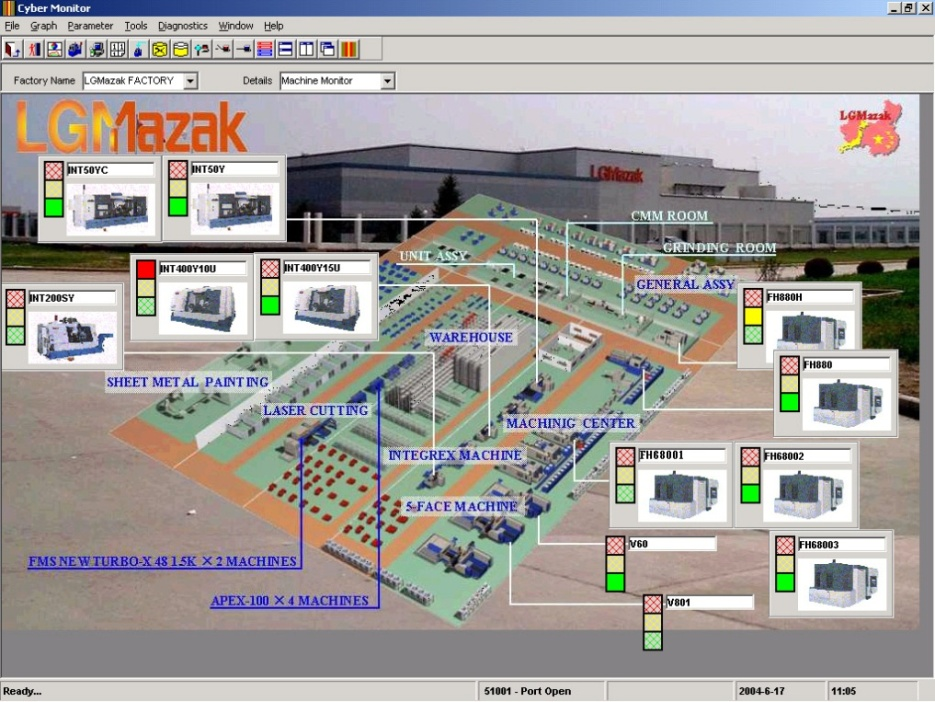 Cyber Monitor
File Graph Parameter Tools Diagnostics Window Help
Factory Name LGMazak FACTORY Details Machine Monitor
LGMazak
LGMazak
LGMazak
INT50YC
INT50Y
CMM ROOM
GRINDING ROOM
UNIT ASSY
GENERAL ASSY
INT400Y10U
INT400Y15U
INT200SY
FH880H
WAREHOUSE
FH880
SHEET METAL PAINTING
LASER CUTTING
MACHINIG CENTER
INTEGREX MACHINE
FH68001
FH68002
5-FACE MACHINE
V60
FH68003
FMS NEW TURBO-X 48 1.5K × 2 MACHINES
APEX-100 × 4 MACHINES
V801
Ready...
51001 - Port Open
2004-6-17
11:05